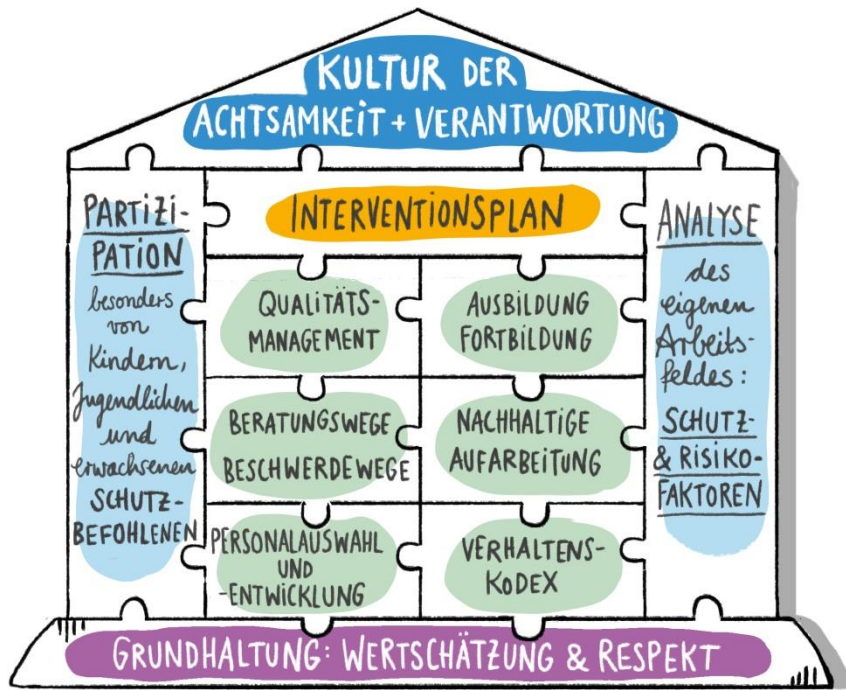 KULTUR DER
ACHTSAMKEIT + VERANTWORTUNG
PARTIZI-
PATION
besonders
von
Kindern,
Jugendlichen
und
erwachsenen
SCHUTZ-
BEFOHLENEN
INTERVENTIONSPLAN
QUALITÄTS-
MANAGEMENT
AUSBILDUNG
FORTBILDUNG
BERATUNGSWEGE
BESCHWERDEWEGE
NACHHALTIGE
AUFARBEITUNG
PERSONALAUSWAHL
UND
-ENTWICKLUNG
VERHALTENS-
KODEX
ANALYSE
des
eigenen
Arbeits-
feldes:
SCHUTZ-
& RISIKO-
FAKTOREN
GRUNDHALTUNG: WERTSCHÄTZUNG & RESPEKT